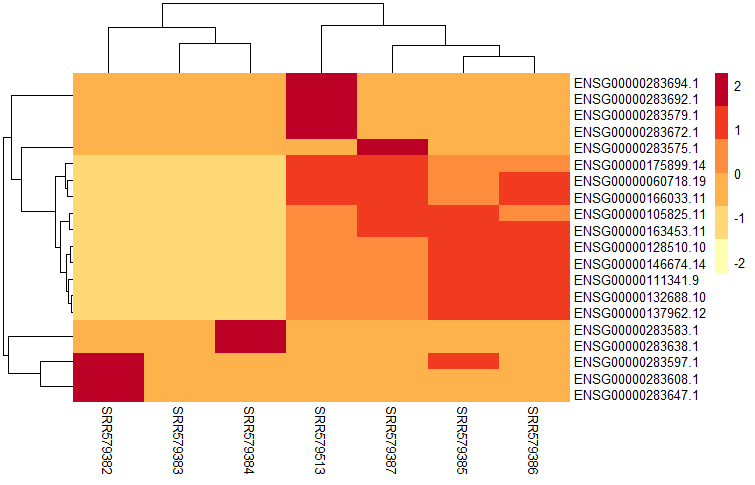 ENSG00000283694.1
ENSG00000283692.1
ENSG00000283579.1
ENSG00000283672.1
ENSG00000283575.1
ENSG00000175899.14
ENSG00000060718.19
ENSG00000166033.11
ENSG00000105825.11
ENSG00000163453.11
ENSG00000128510.10
ENSG00000146674.14
ENSG00000111341.9
ENSG00000132688.10
ENSG00000137962.12
ENSG00000283583.1
ENSG00000283638.1
ENSG00000283597.1
ENSG00000283608.1
ENSG00000283647.1
2
1
0
-1
-2
SRR579382
SRR579383
SRR579384
SRR579513
SRR579387
SRR579385
SRR579386